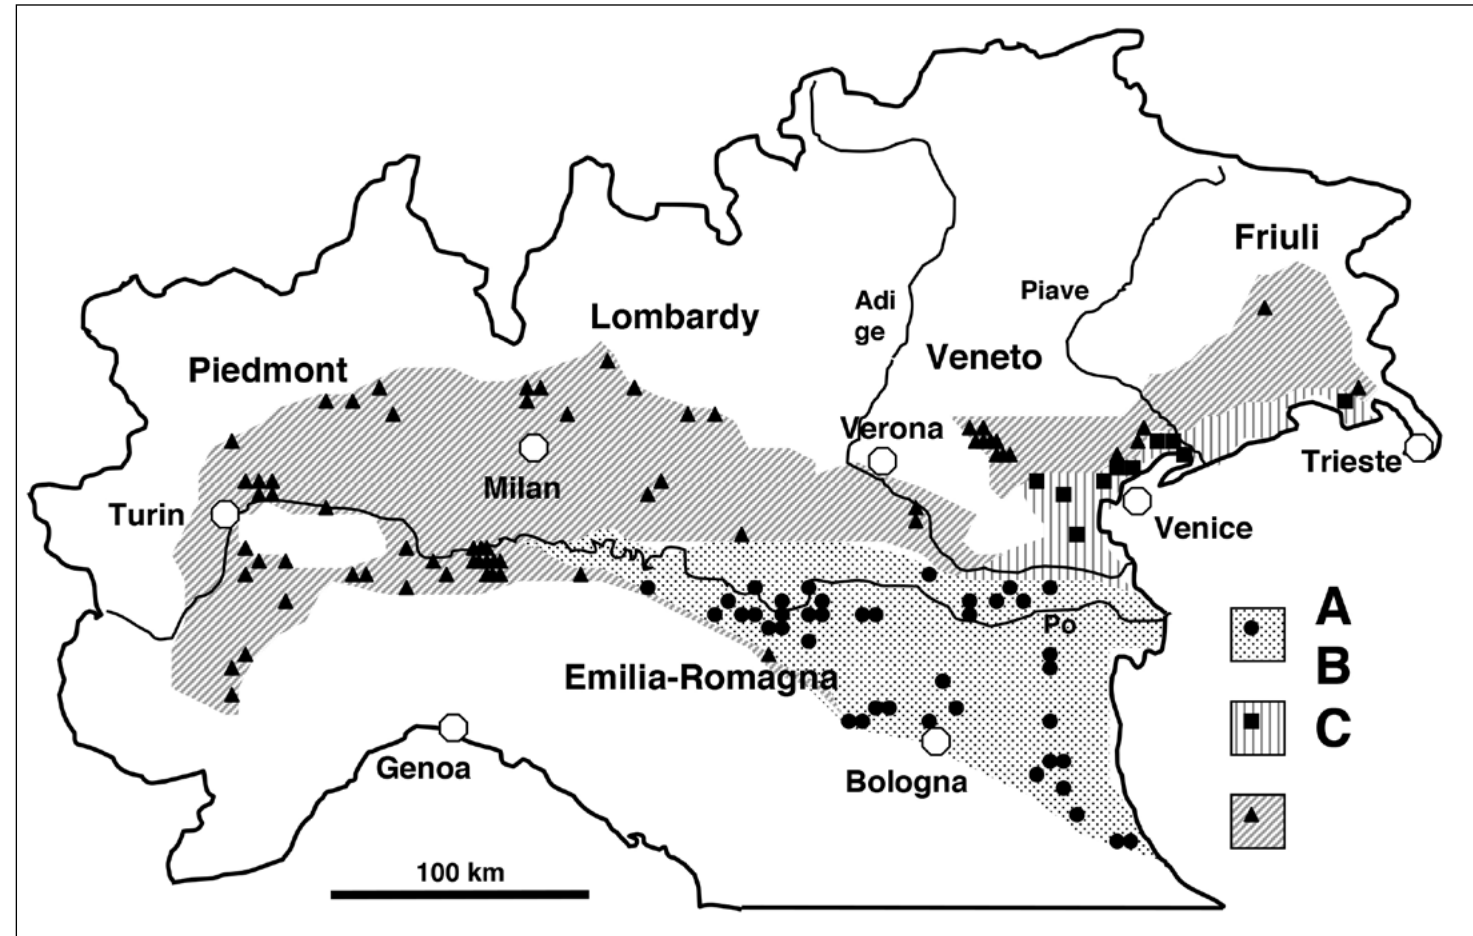 Friuli
Piave
Adi
ge
Lombardy
Veneto
Piedmont
Verona
Trieste
Milan
Turin
Venice
A
Po
B
Emilia-Romagna
C
Genoa
Bologna
100 km